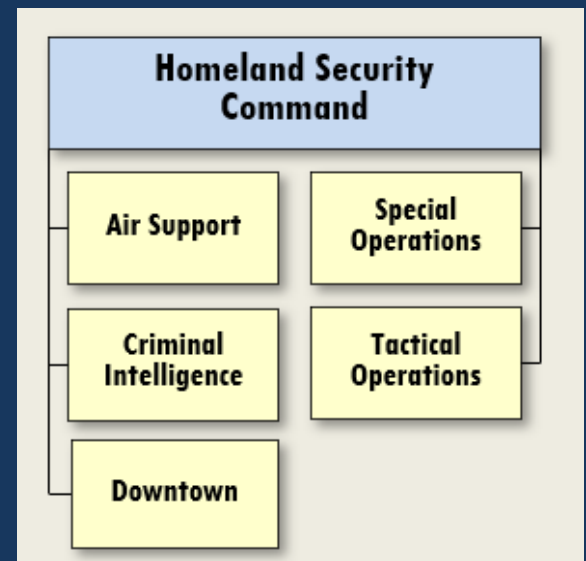 Homeland Security
Command
Air Support
Special
Operations
Criminal
Intelligence
Tactical
Operations
Downtown